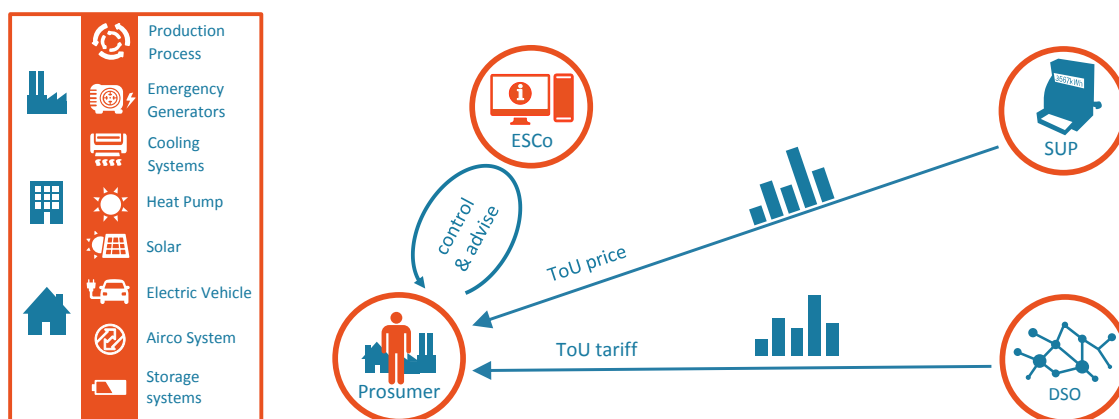 Production
Process
Emergency
Generators
Cooling
Systems
Heat Pump
Solar
Electric Vehicle
Airco System
Storage
systems
ESCo
control
& advise
Prosumer
ToU price
ToU tariff
3567kWh
SUP
DSO